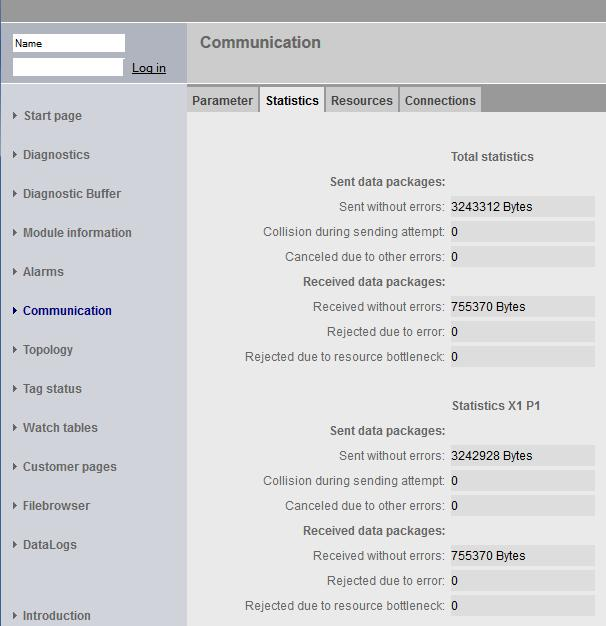 Name
Log in
Communication
Start page
Diagnostics
Diagnostic Buffer
Module information
Alarms
Communication
Topology
Tag status
Watch tables
Customer pages
Filebrowser
DataLogs
Introduction
Parameter Statistics Resources Connections
Total statistics
Sent data packages:
Sent without errors: 3243312 Bytes
Collision during sending attempt: 0
Canceled due to other errors: 0
Received data packages:
Received without errors: 755370 Bytes
Rejected due to error: 0
Rejected due to resource bottleneck: 0
Statistics X1 P1
Sent data packages:
Sent without errors: 3242928 Bytes
Collision during sending attempt: 0
Canceled due to other errors: 0
Received data packages:
Received without errors: 755370 Bytes
Rejected due to error: 0
Rejected due to resource bottleneck: 0